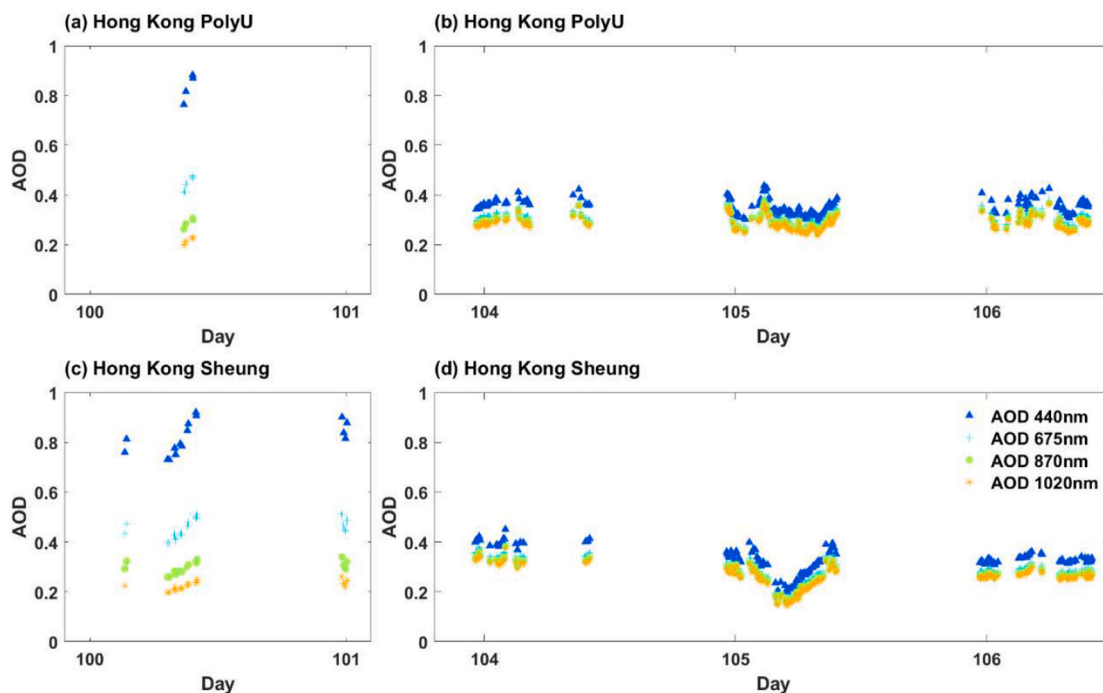 (a) Hong Kong PolyU
(b) Hong Kong PolyU
1
0.8
0.6
0.4
0.2
0
AOD
100
101
Day
1
0.8
0.6
0.4
0.2
0
AOD
104
105
106
Day
(c) Hong Kong Sheung
(d) Hong Kong Sheung
1
0.8
0.6
0.4
0.2
0
AOD
100
101
Day
1
0.8
0.6
0.4
0.2
0
AOD
104
105
106
Day
AOD 440nm
AOD 675nm
AOD 870nm
AOD 1020nm